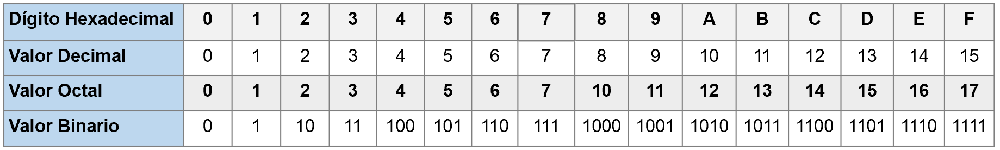 Dígito Hexadecimal 0 1 2 3 4 5 6 7 8 9 A B C D E F
Valor Decimal 0 1 2 3 4 5 6 7 8 9 10 11 12 13 14 15
Valor Octal 0 1 2 3 4 5 6 7 10 11 12 13 14 15 16 17
Valor Binario 0 1 10 11 100 101 110 111 1000 1001 1010 1011 1100 1101 1110 1111